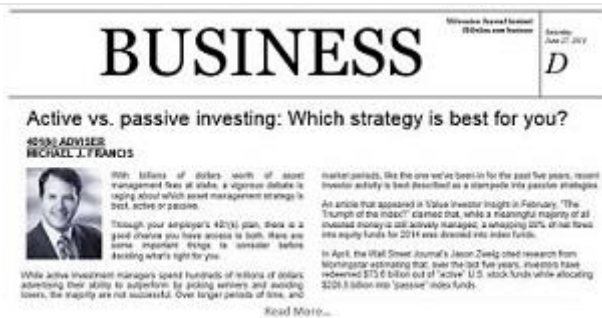 BUSINESS
Milwaukee Journal Sentinel
JSOnline.com/business
Saturday
June 27, 2015
D
Active vs. passive investing: Which strategy is best for you?
401(k) ADVISER
MICHAEL J. FRANCIS
With billions of dollars worth of asset
management fees at stake, a vigorous debate is
raging about which asset management strategy is
best, active or passive.
Through your employer's 401(k) plan, there is a
good chance you have access to both. Here are
some important things to consider before
deciding what's right for you.
While active investment managers spend hundreds of millions of dollars
advertising their ability to outperform by picking winners and avoiding
losers, the majority are not successful. Over longer periods of time, and
market periods, like the one we've been in for the past five years, recent
investor activity is best described as a stampede into passive strategies.
An article that appeared in Value Investor Insight in February, "The
Triumph of the Index?" claimed that, while a meaningful majority of all
invested money is still actively managed, a whopping of net flows
into equity funds for 2014 was directed into index funds.
In April, the Wall Street Journal's Jason Zweig cited research from
Morningstar estimating that, over the last five years, investors have
redeemed billion out of "active" U.S. stock funds while allocating
billion into "passive" index funds.
Read More...